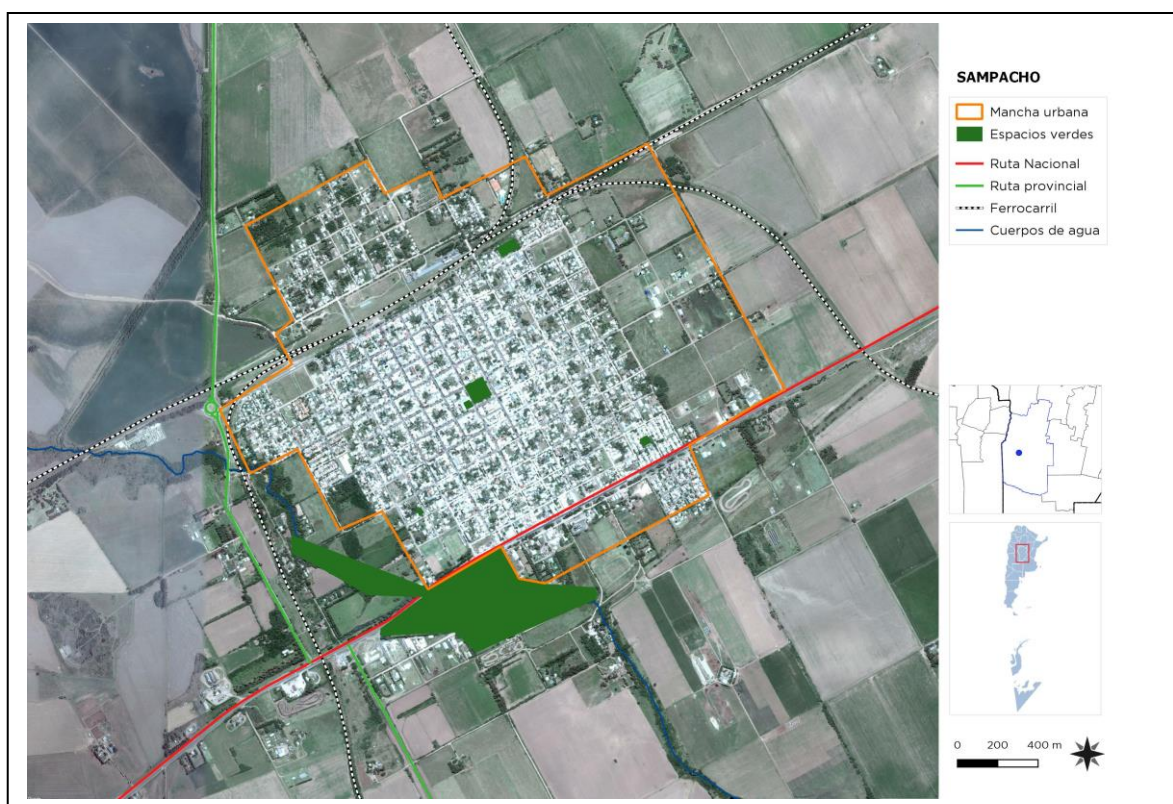 SAMPACHO
Mancha urbana
Espacios verdes
Ruta Nacional
Ruta provincial
Ferrocarril
Cuerpos de agua
0 200 400 m